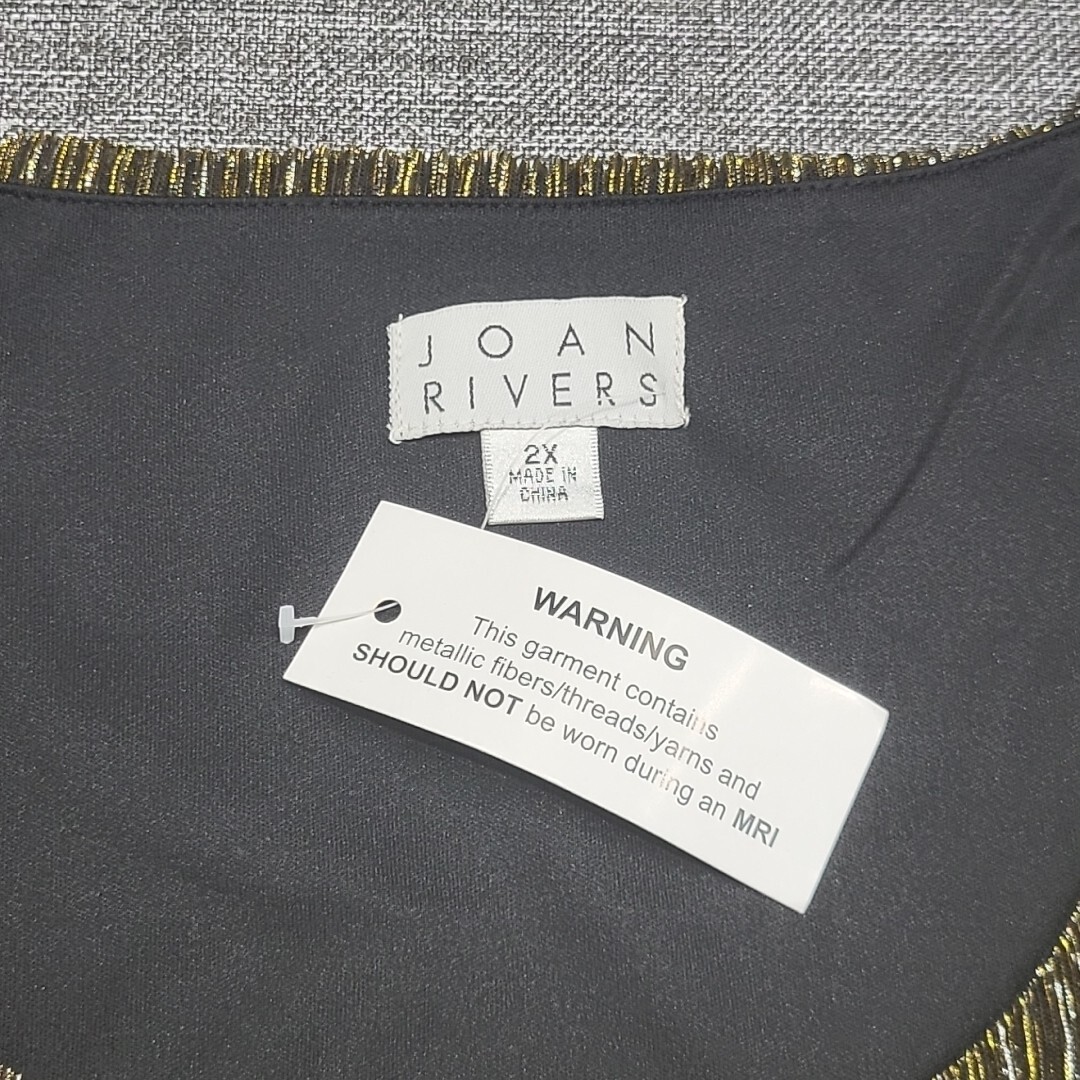 JOAN
RIVERS
2X
MADE IN
CHINA
WARNING
This garment contains
metallic fibers/threads/yarns and
SHOULD NOT be worn during an MRI